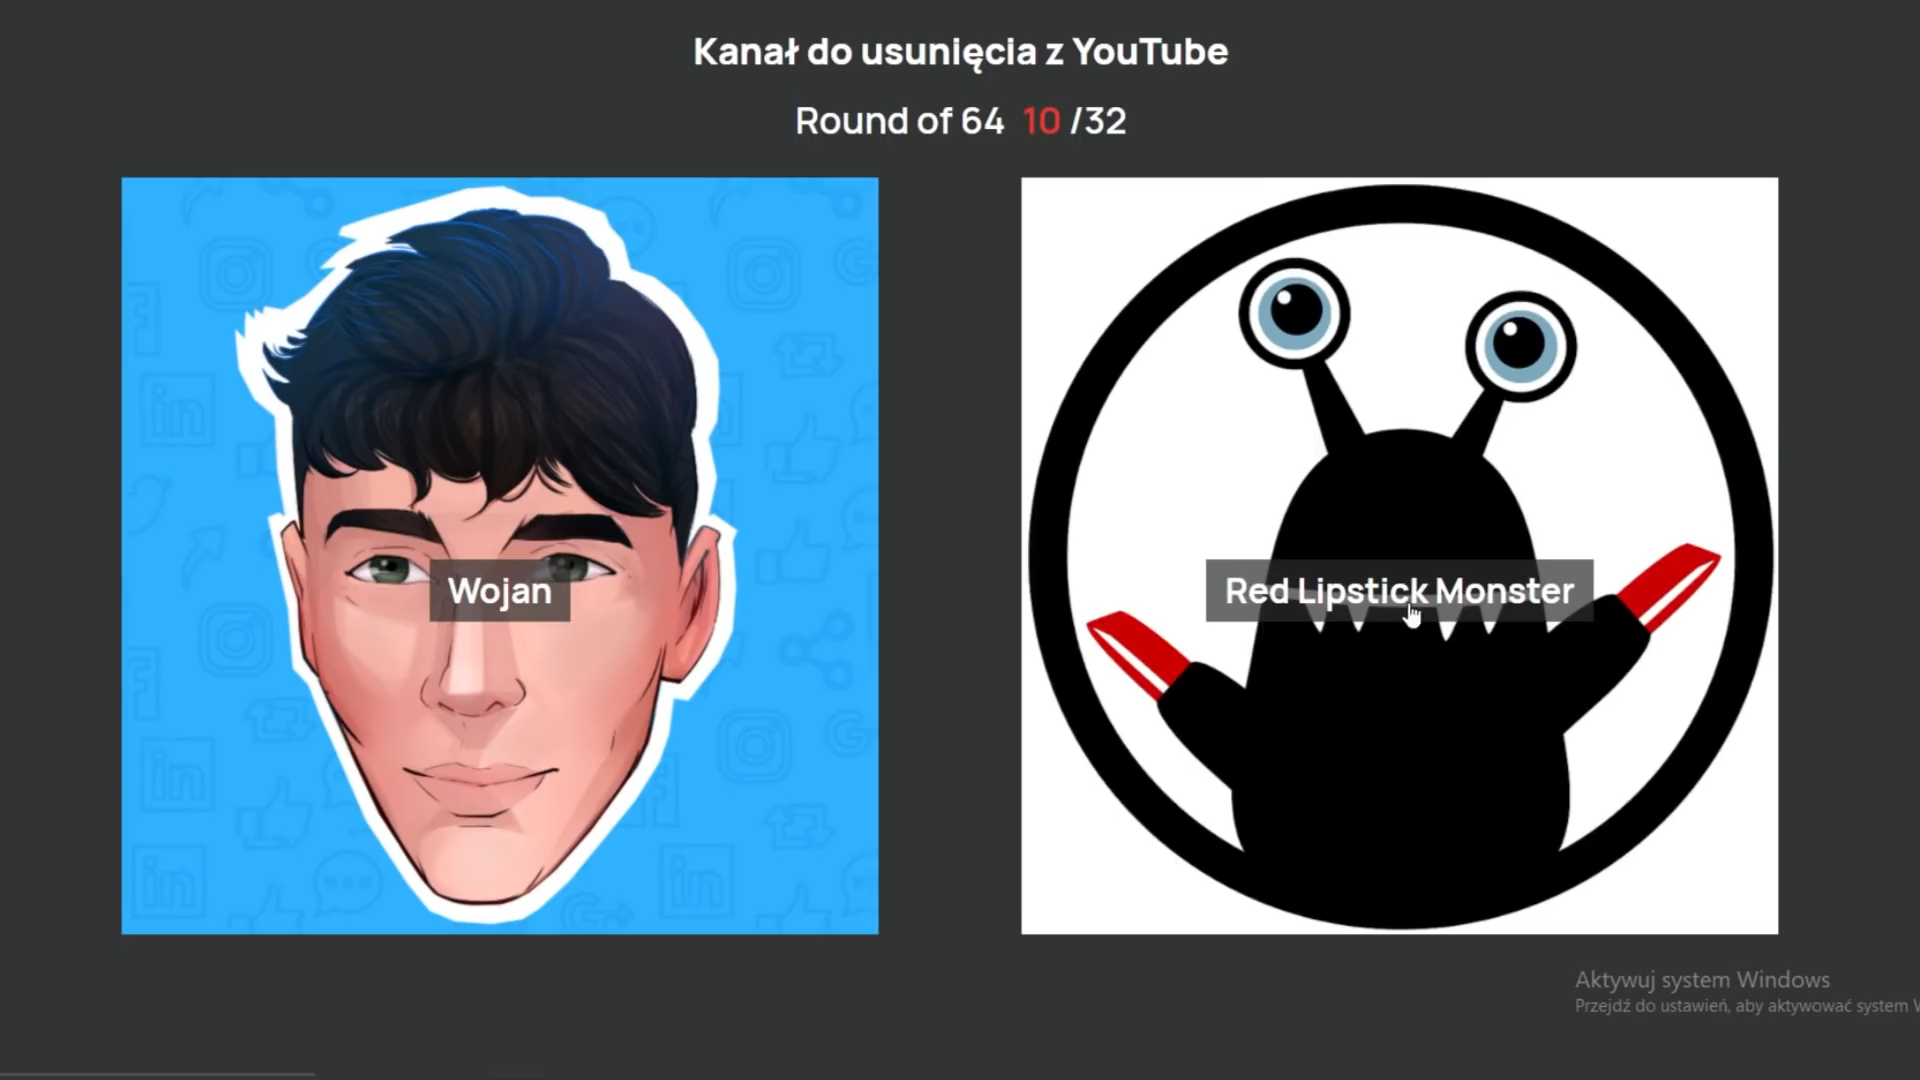 Kanał do usunięcia z YouTube
Round of 64 10 /32
Wojan
Red Lipstick Monster
Aktywuj system Windows
Przejdź do ustawień, aby aktywować system